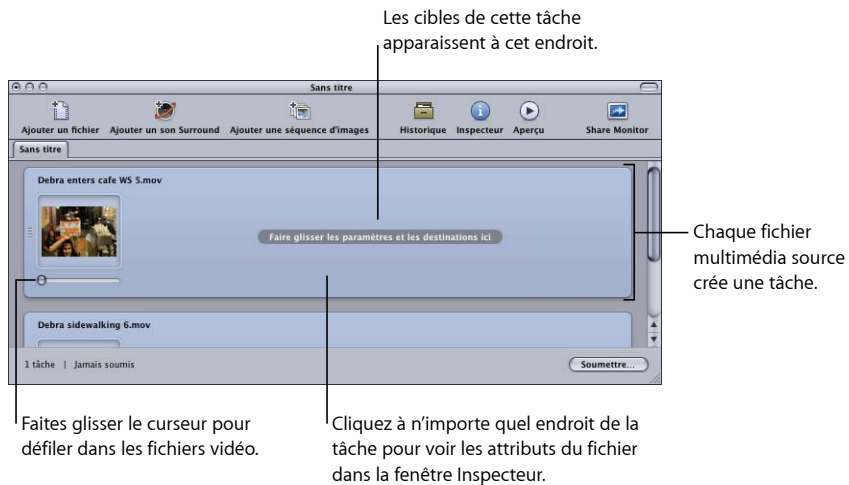 Les cibles de cette tâche
apparaissent à cet endroit.
Sans titre
Ajouter un fichier Ajouter un son Surround Ajouter une séquence d'images Historique Inspecteur Aperçu Share Monitor
Sans titre
Debra enters cafe WS 5.mov
Faire glisser les paramètres et les destinations ici
Chaque fichier
multimédia source
crée une tâche.
Debra sidewalking 6.mov
1 tâche | Jamais soumis
Soumettre...
Faites glisser le curseur pour
défiler dans les fichiers vidéo.
Cliquez à n’importe quel endroit de la
tâche pour voir les attributs du fichier
dans la fenêtre Inspecteur.